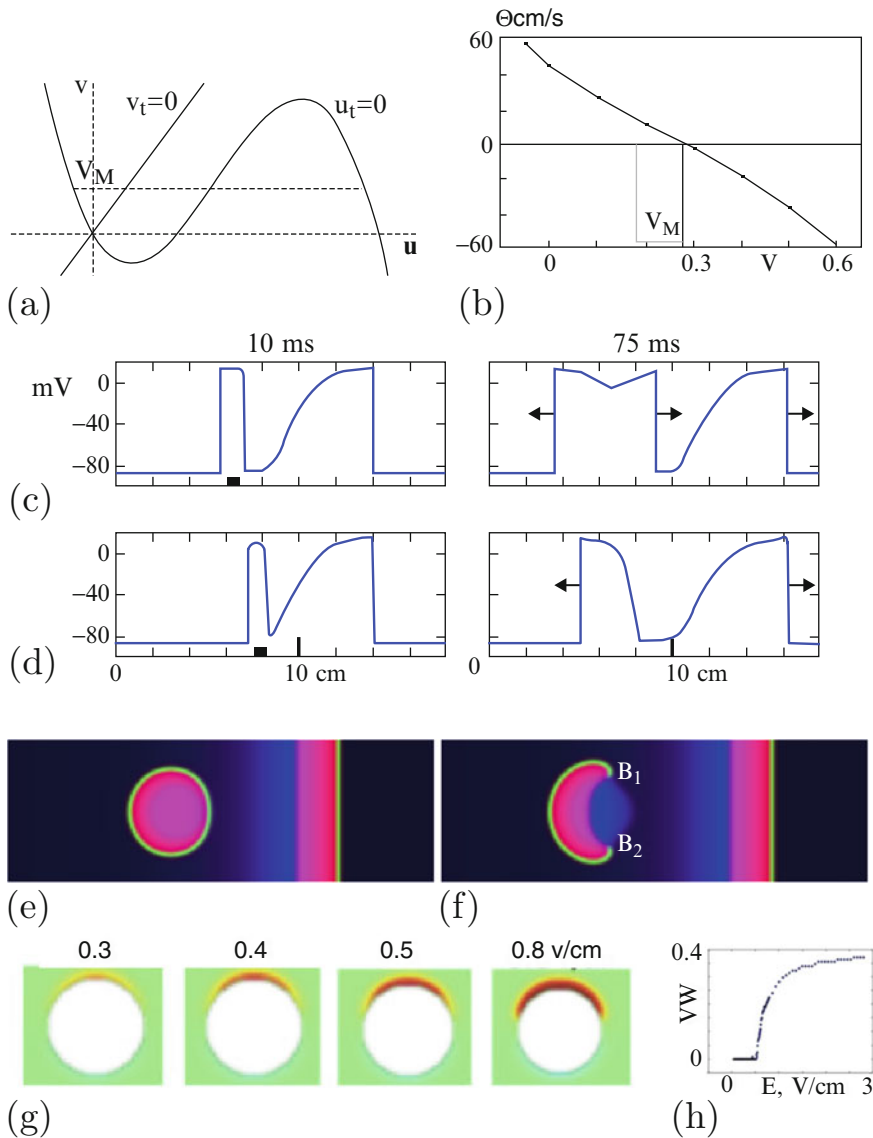 Θcm/s
v
v_t=0
u_t=0
V_M
u
(a)
60
0
−60
V_M
0
0.3
V
0.6
(b)
10 ms
75 ms
mV
0
−40
−80
(c)
0
−40
−80
(d)
0
10 cm
0
10 cm
B1
B2
(e)
(f)
0.3
0.4
0.5
0.8 v/cm
(g)
0.4
VW
0
0
E, V/cm
3
(h)